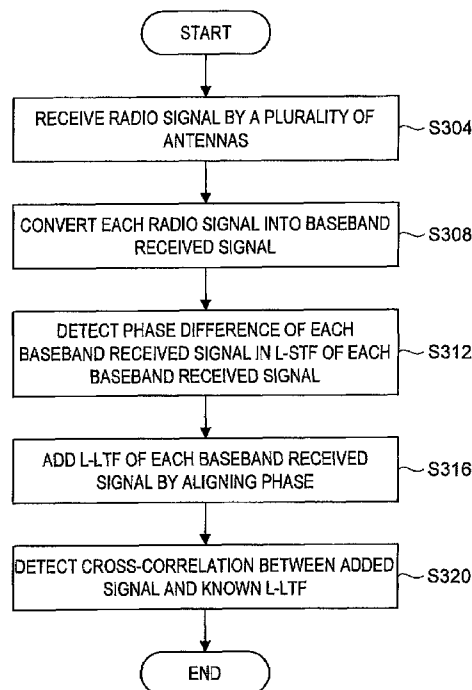 START
RECEIVE RADIO SIGNAL BY A PLURALITY OF
ANTENNAS
S304
CONVERT EACH RADIO SIGNAL INTO BASEBAND
RECEIVED SIGNAL
S308
DETECT PHASE DIFFERENCE OF EACH
BASEBAND RECEIVED SIGNAL IN L-STF OF EACH
BASEBAND RECEIVED SIGNAL
S312
ADD L-LTF OF EACH BASEBAND RECEIVED
SIGNAL BY ALIGNING PHASE
S316
DETECT CROSS-CORRELATION BETWEEN ADDED
SIGNAL AND KNOWN L-LTF
S320
END